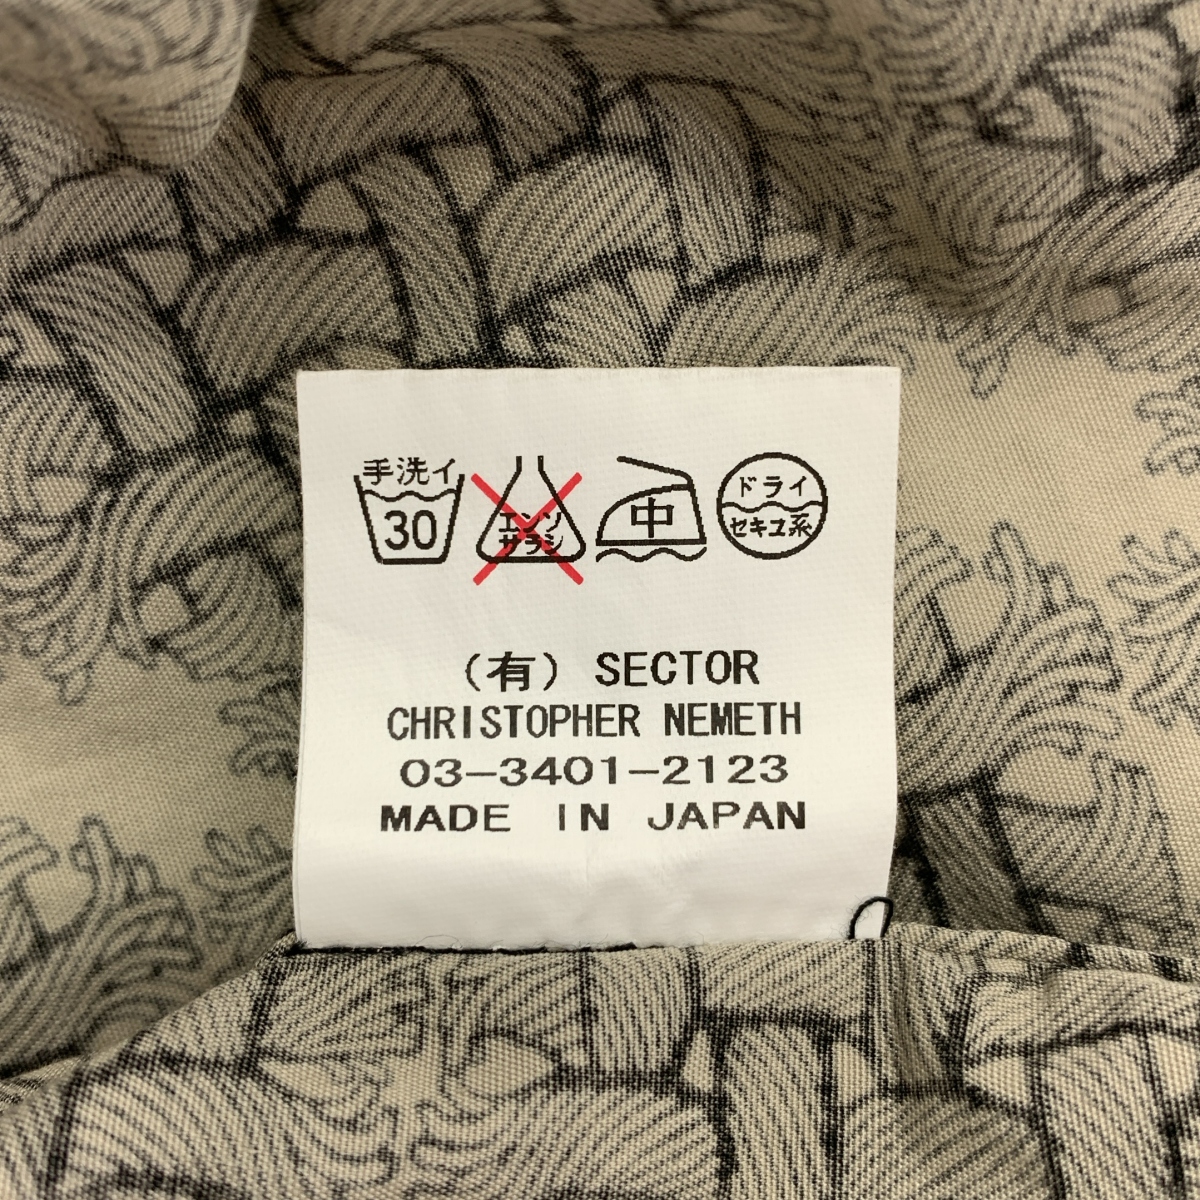 手洗イ
30
エンソ
サラシ
中
ドライ
セキユ系
（有）SECTOR
CHRISTOPHER NEMETH
03-3401-2123
MADE IN JAPAN